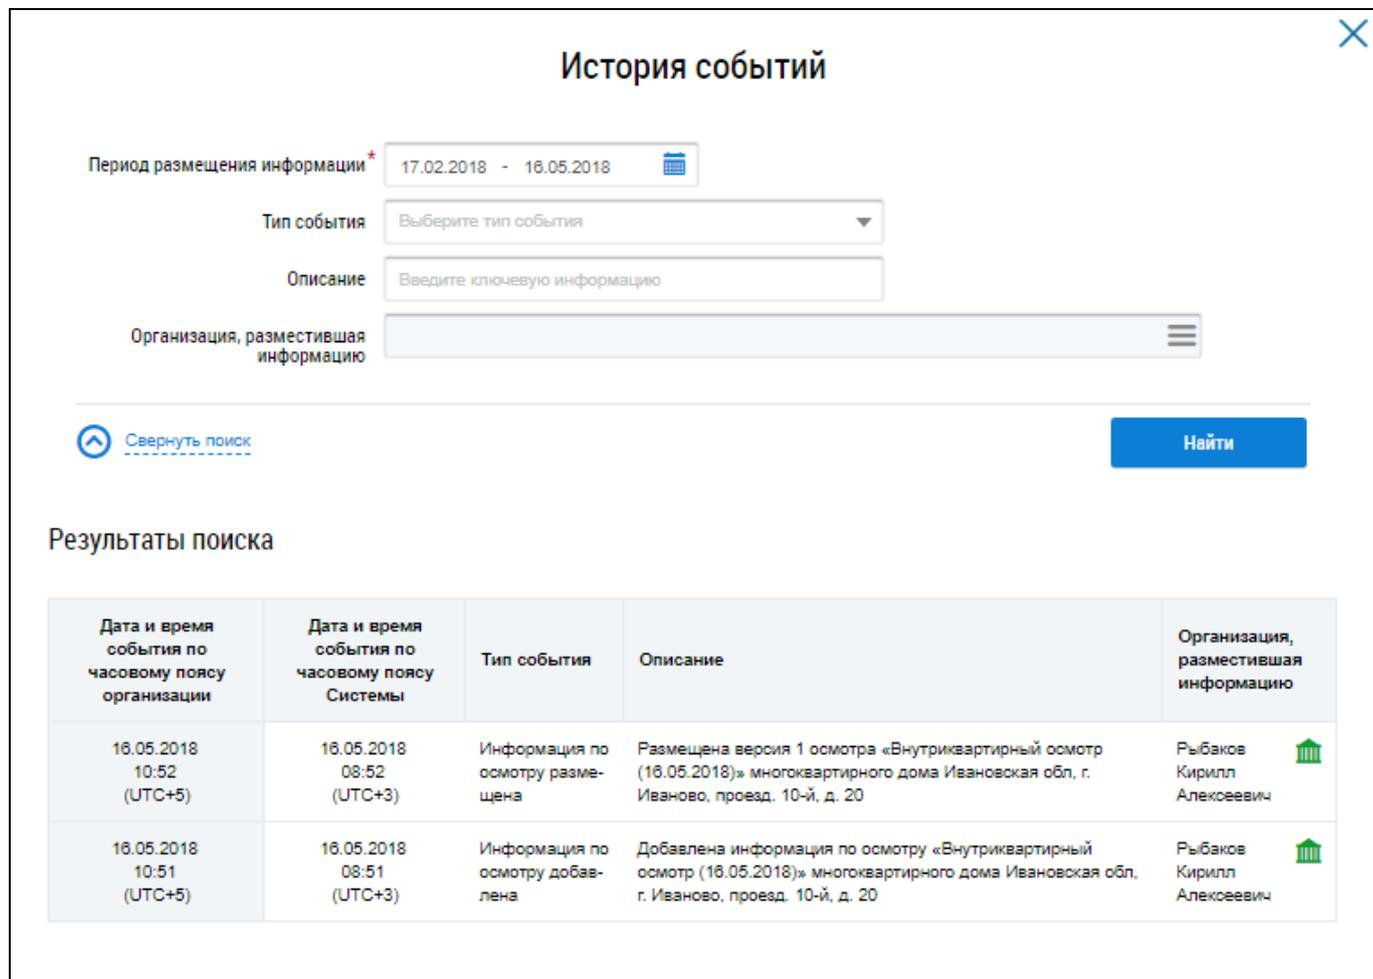 История событий
Период размещения информации*
17.02.2018 - 16.05.2018
Тип события
Выберите тип события
Описание
Введите ключевую информацию
Организация, разместившая
информацию
Свернуть поиск
Найти
Результаты поиска
Дата и время
события по
часовому поясу
организации
Дата и время
события по
часовому поясу
Системы
Тип события
Описание
Организация,
разместившая
информацию
16.05.2018
10:52
(UTC+5)
16.05.2018
08:52
(UTC+3)
Информация по
осмотру разме-
щена
Размещена версия 1 осмотра «Внутриквартирный осмотр
(16.05.2018)» многоквартирного дома Ивановская обл, г.
Иваново, проезд. 10-й, д. 20
Рыбаков
Кирилл
Алексеевич
16.05.2018
10:51
(UTC+5)
16.05.2018
08:51
(UTC+3)
Информация по
осмотру добав-
лена
Добавлена информация по осмотру «Внутриквартирный
осмотр (16.05.2018)» многоквартирного дома Ивановская обл,
г. Иваново, проезд. 10-й, д. 20
Рыбаков
Кирилл
Алексеевич